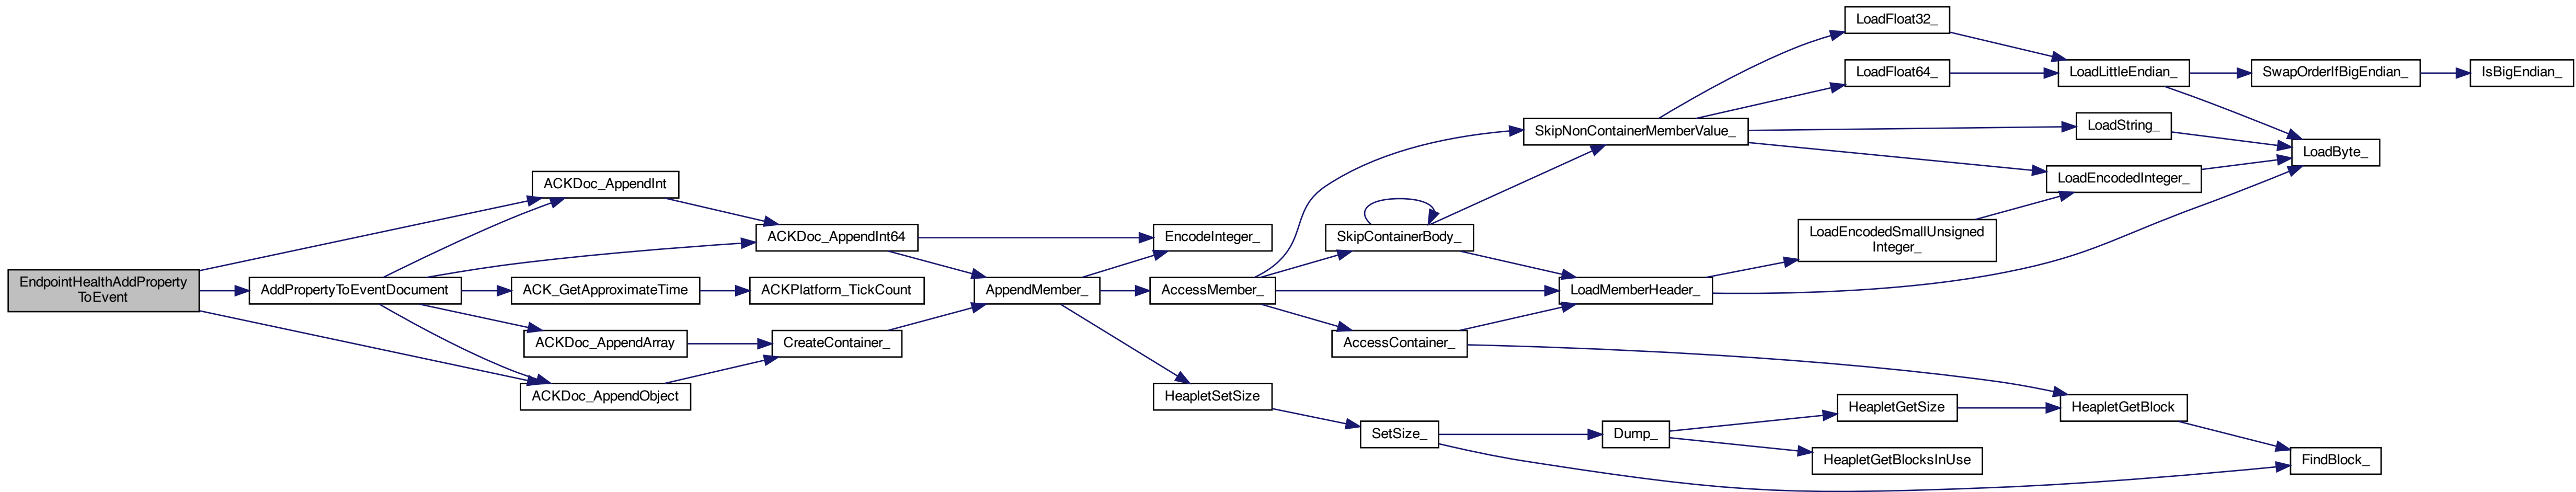 EndpointHealthAddProperty
ToEvent
ACKDoc_AppendInt
AddPropertyToEventDocument
ACKDoc_AppendInt64
ACK_GetApproximateTime
ACKPlatform_TickCount
ACKDoc_AppendArray
ACKDoc_AppendObject
CreateContainer_
AppendMember_
EncodeInteger_
AccessMember_
HeapletSetSize
SkipNonContainerMemberValue_
SkipContainerBody_
AccessContainer_
SetSize_
LoadMemberHeader_
Dump_
LoadFloat32_
LoadFloat64_
LoadEncodedSmallUnsigned
Integer_
HeapletGetSize
HeapletGetBlocksInUse
LoadLittleEndian_
LoadString_
LoadEncodedInteger_
HeapletGetBlock
SwapOrderIfBigEndian_
LoadByte_
FindBlock_
IsBigEndian_